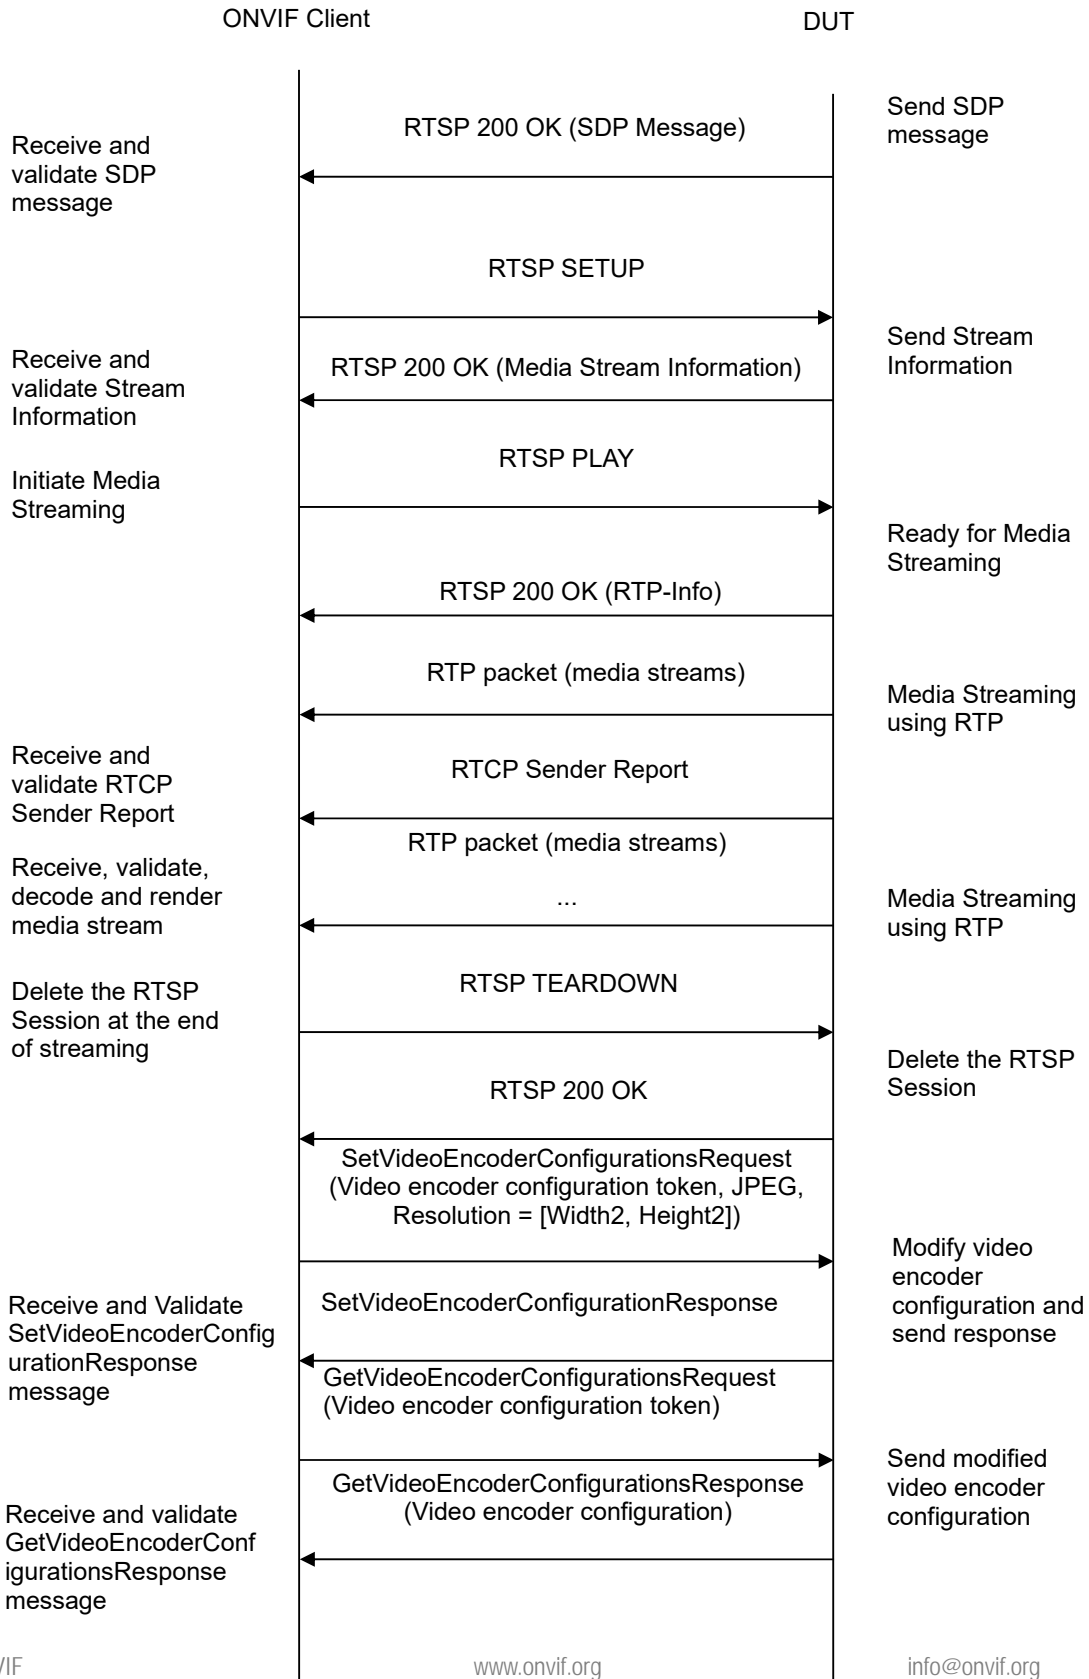 ONVIF Client
DUT
Send SDP
message
RTSP 200 OK (SDP Message)
Receive and
validate SDP
message
RTSP SETUP
Send Stream
Information
Receive and
validate Stream
Information
RTSP 200 OK (Media Stream Information)
RTSP PLAY
Initiate Media
Streaming
Ready for Media
Streaming
RTSP 200 OK (RTP-Info)
RTP packet (media streams)
Media Streaming
using RTP
Receive and
validate RTCP
Sender Report
RTCP Sender Report
RTP packet (media streams)
...
Receive, validate,
decode and render
media stream
Media Streaming
using RTP
RTSP TEARDOWN
Delete the RTSP
Session at the end
of streaming
Delete the RTSP
Session
RTSP 200 OK
SetVideoEncoderConfigurationsRequest
(Video encoder configuration token, JPEG,
Resolution = [Width2, Height2])
Modify video
encoder
configuration and
send response
Receive and Validate
SetVideoEncoderConfig
urationResponse
message
SetVideoEncoderConfigurationResponse
GetVideoEncoderConfigurationsRequest
(Video encoder configuration token)
Send modified
video encoder
configuration
GetVideoEncoderConfigurationsResponse
(Video encoder configuration)
Receive and validate
GetVideoEncoderConf
igurationsResponse
message
VIF
www.onvif.org
info@onvif.org